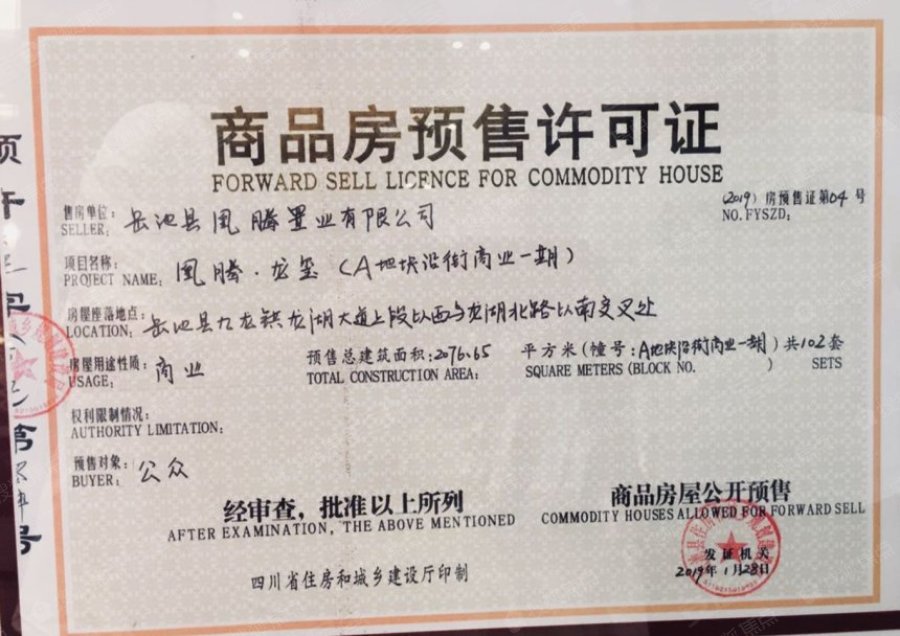 商品房预售许可证
FORWARD SELL LICENCE FOR COMMODITY HOUSE
(2019) 房预售证第04号
NO.FYSZD:
售房单位: 岳池县凤腾置业有限公司
SELLER:
项目名称: 凤腾·龙玺(A地块沿街商业一期)
PROJECT NAME:
房屋座落地点: 岳池县九龙镇龙湖大道上段以西与龙湖北路以南交叉处
LOCATION:
房屋用途性质: 商业 预售总建筑面积:2076.65 平方米(幢号:A地块沿街商业一期)共102套
USAGE: TOTAL CONSTRUCTION AREA: SQUARE METERS (BLOCK NO. ) SETS
权利限制情况:
AUTHORITY LIMITATION:
预售对象: 公众
BUYER:
经审查,批准以上所列 商品房屋公开预售
AFTER EXAMINATION, THE ABOVE MENTIONED COMMODITY HOUSES ALLOWED FOR FORWARD SELL
发证机关
2019年1月28日
四川省住房和城乡建设厅印制